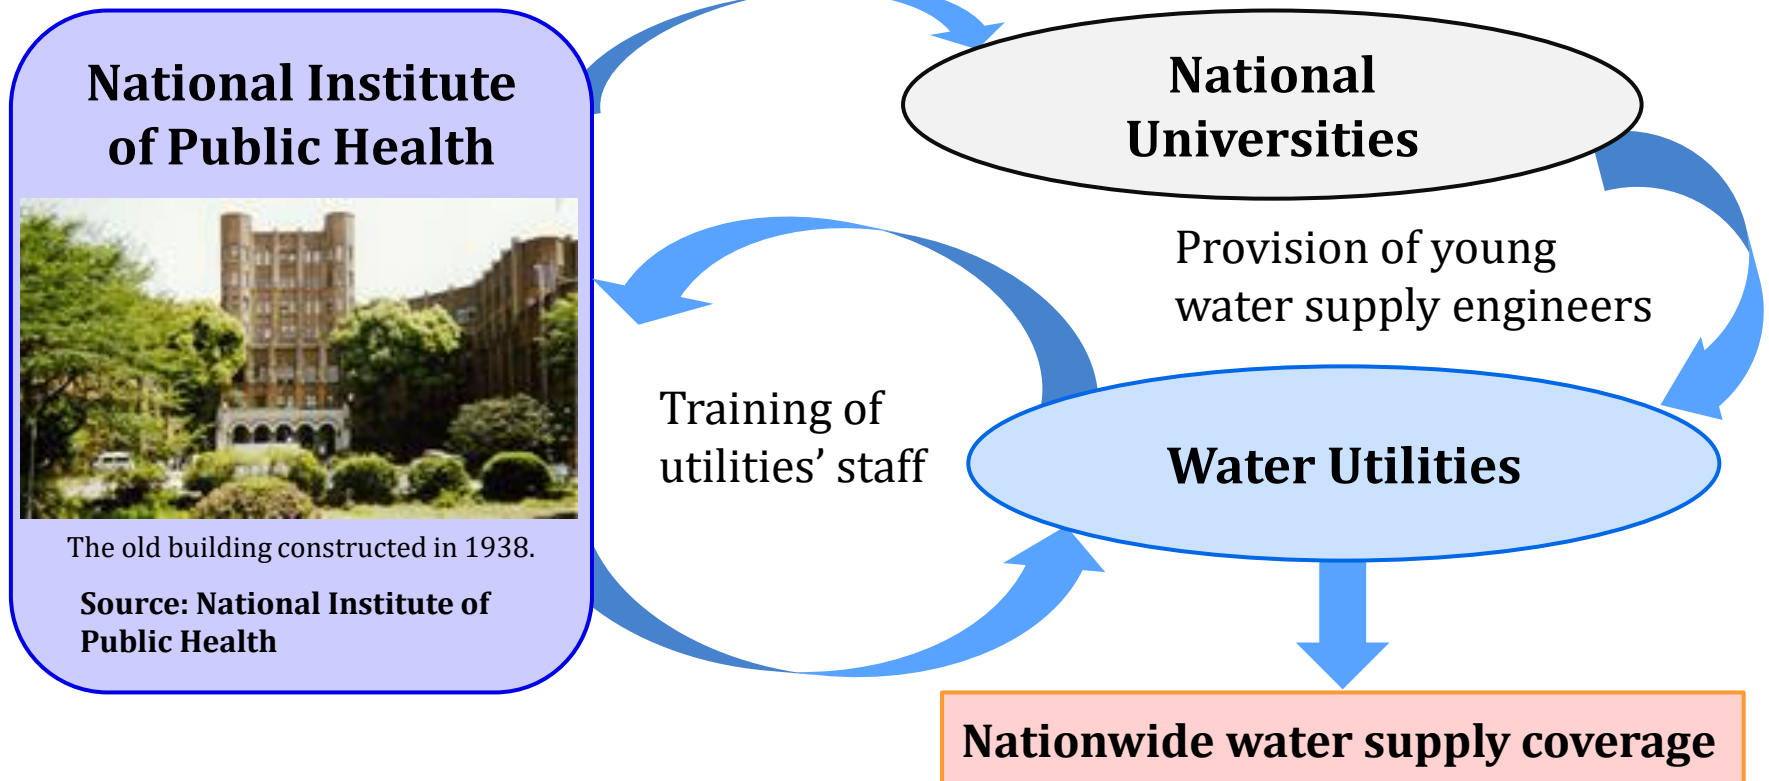 National Institute
of Public Health
The old building constructed in 1938.
Source: National Institute of
Public Health
National
Universities
Provision of young
water supply engineers
Training of
utilities’ staff
Water Utilities
Nationwide water supply coverage